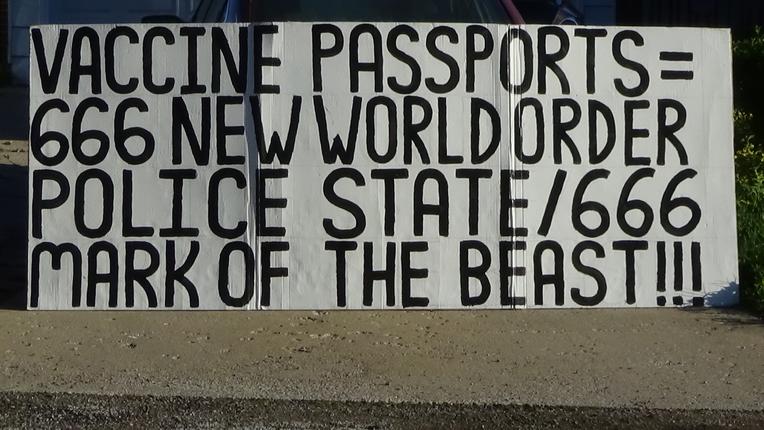 VACCINE PASSPORTS=
666 NEW WORLD ORDER
POLICE STATE/666
MARK OF THE BEAST!!!